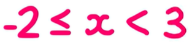 -2 ≤ x < 3